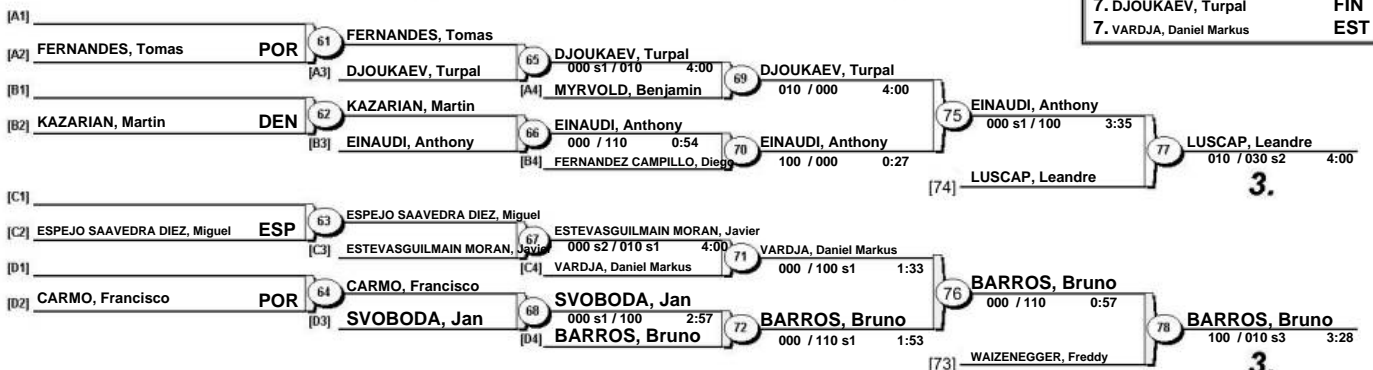 7. DJOUKAEV, Turpal FIN
7. VARDJA, Daniel Markus EST
[A1]
[A2] FERNANDES, Tomas POR
61 FERNANDES, Tomas
[A3] DJOUKAEV, Turpal
65 DJOUKAEV, Turpal
000 s1 / 010 4:00
[A4] MYRVOLD, Benjamin
69 DJOUKAEV, Turpal
010 / 000 4:00
[B1]
[B2] KAZARIAN, Martin DEN
62 KAZARIAN, Martin
[B3] EINAUDI, Anthony
66 EINAUDI, Anthony
000 / 110 0:54
[B4] FERNANDEZ CAMPILLO, Diego
70 EINAUDI, Anthony
100 / 000 0:27
75 EINAUDI, Anthony
000 s1 / 100 3:35
[74] LUSCAP, Leandre
77 LUSCAP, Leandre
010 / 030 s2 4:00
3.
[C1]
[C2] ESPEJO SAAVEDRA DIEZ, Miguel ESP
63 ESPEJO SAAVEDRA DIEZ, Miguel
[C3] ESTEVASGUILMAIN MORAN, Javier
67 ESTEVASGUILMAIN MORAN, Javier
000 s2 / 010 s1 4:00
[C4] VARDJA, Daniel Markus
71 VARDJA, Daniel Markus
000 / 100 s1 1:33
[D1]
[D2] CARMO, Francisco POR
64 CARMO, Francisco
[D3] SVOBODA, Jan
68 SVOBODA, Jan
000 s1 / 100 2:57
[D4] BARROS, Bruno
72 BARROS, Bruno
000 / 110 s1 1:53
76 BARROS, Bruno
000 / 110 0:57
[73] WAIZENEGGER, Freddy
78 BARROS, Bruno
100 / 010 s3 3:28
3.